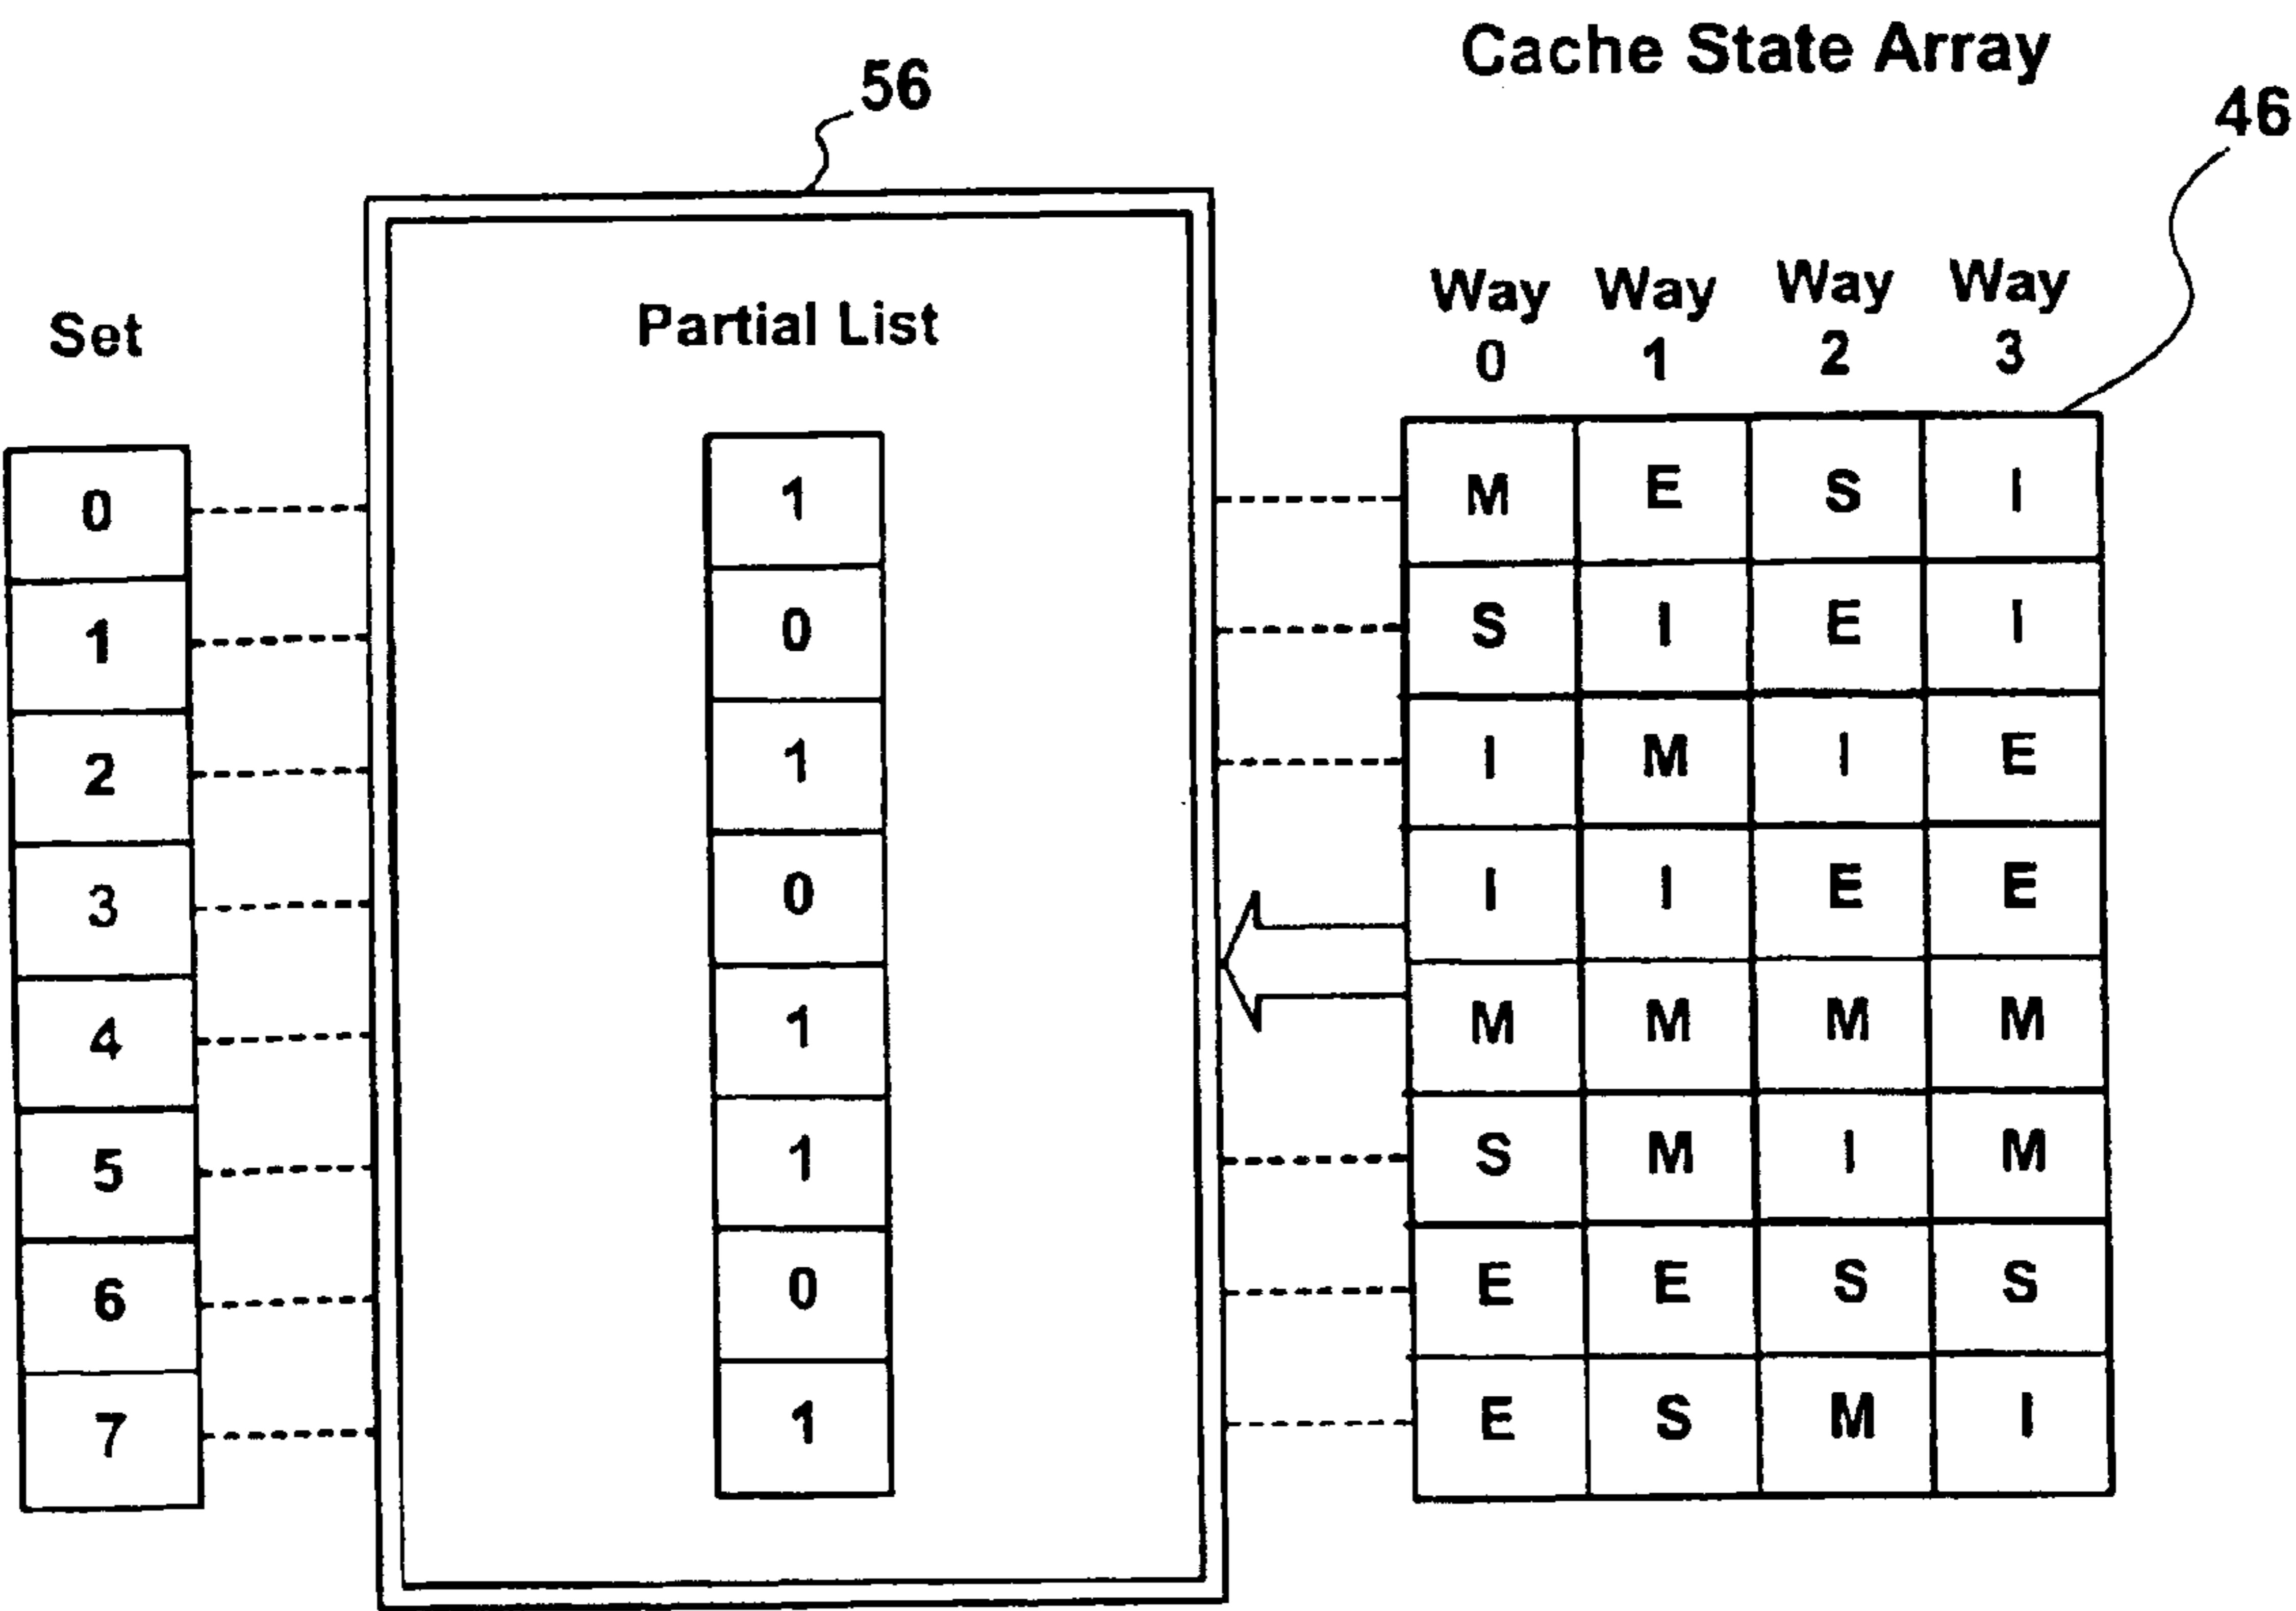 Cache State Array
56
46
Set
Partial List
Way Way Way Way
0 1 2 3
0 1 M E S I
1 0 S I E I
2 1 I M I E
3 0 I I E E
4 1 M M M M
5 1 S M I M
6 0 E E S S
7 1 E S M I